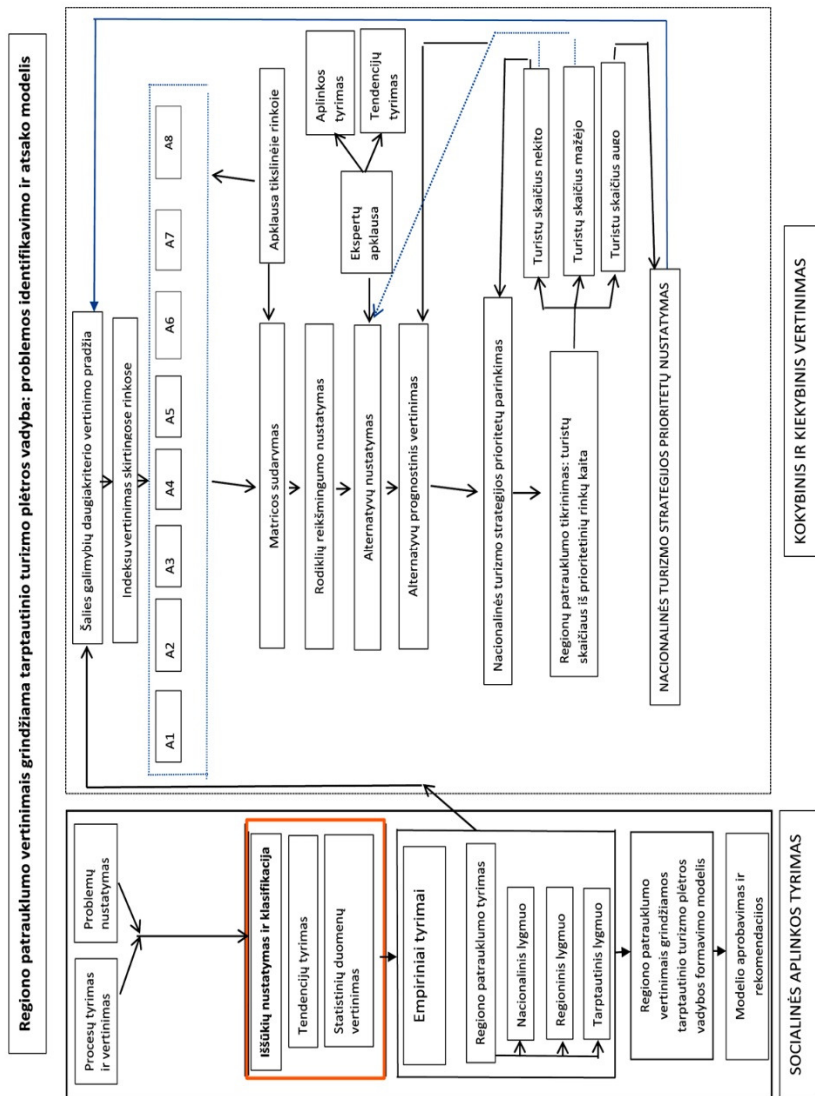 Regiono patrauklumo vertinimais grindžiama tarptautinio turizmo plėtros vadyba: problemos identifikavimo ir atsako modelis
Procesų tyrimas
ir vertinimas
Problemų
nustatymas
Iššūkių nustatymas ir klasifikacija
Tendencijų tyrimas
Statistinių duomenų
vertinimas
Empiriniai tyrimai
Regiono patrauklumo tyrimas
Nacionalinis lygmuo
Regioninis lygmuo
Tarptautinis lygmuo
Regiono patrauklumo
vertinimais grindžiamos
tarptautinio turizmo plėtros
vadybos formavimo modelis
Modelio aprobavimas ir
rekomendacijos
SOCIALINĖS APLINKOS TYRIMAS
Šalies galimybių daugiakriterio vertinimo pradžia
Indeksu vertinimas skirtingose rinkose
A1
A2
A3
A4
A5
A6
A7
A8
Matricos sudarymas
Apklausa tikslinėje rinkoje
Rodiklių reikšmingumo nustatymas
Alternatyvų nustatymas
Ekspertų
apklausa
Aplinkos
tyrimas
Tendencijų
tyrimas
Alternatyvų prognostinis vertinimas
Nacionalinės turizmo strategijos prioritetų parinkimas
Regionų patrauklumo tikrinimas: turistų
skaičiaus iš prioritetinių rinkų kaita
Turistų skaičius nekito
Turistų skaičius mažėjo
Turistu skaičius augo
NACIONALINĖS TURIZMO STRATEGIJOS PRIORITETŲ NUSTATYMAS
KOKYBINIS IR KIEKYBINIS VERTINIMAS